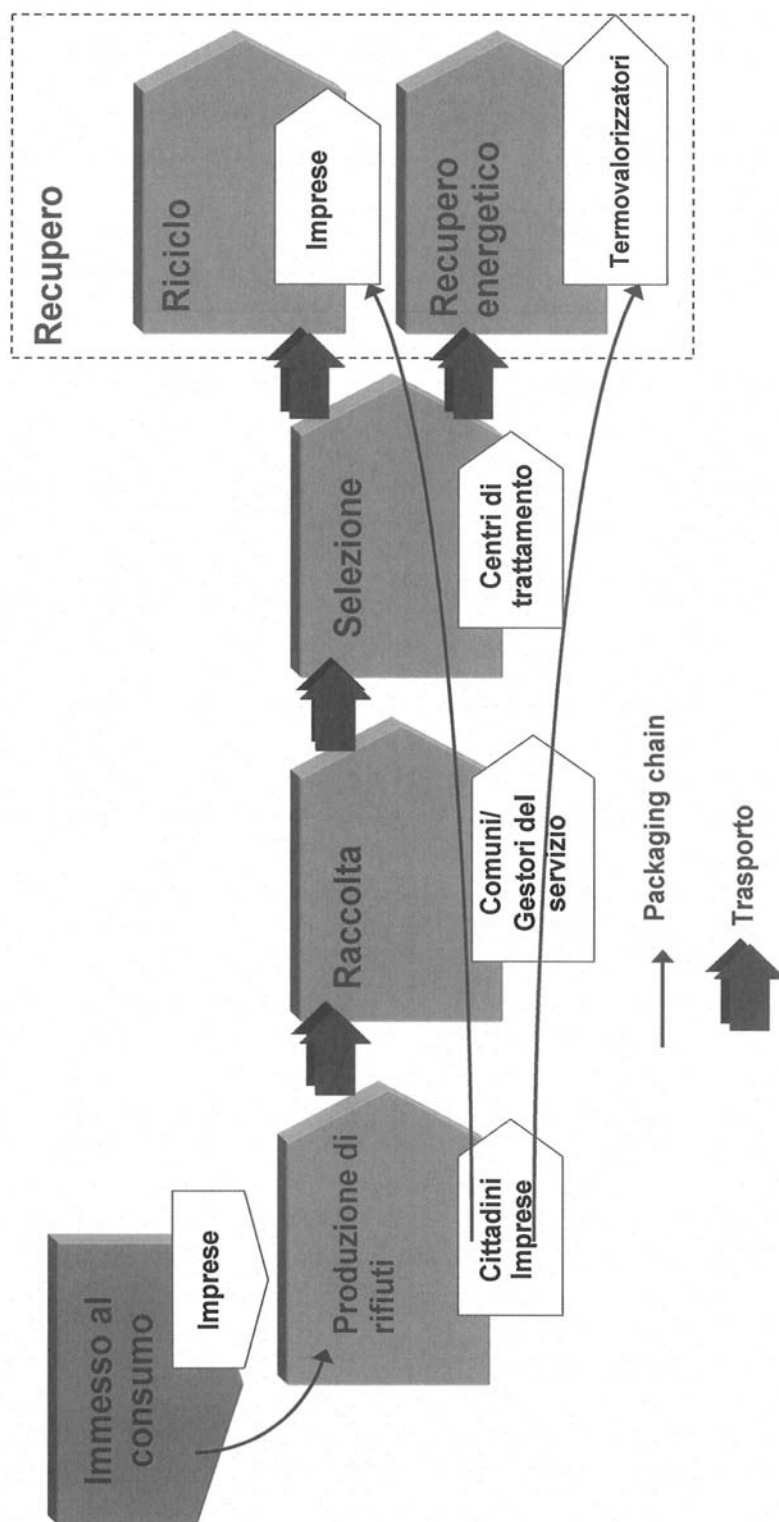 Immesso al
consumo
Imprese
Produzione di
rifiuti
Cittadini
Imprese
Raccolta
Comuni/
Gestori del
servizio
Selezione
Centri di
trattamento
Recupero
Riciclo
Imprese
Recupero
energetico
Termovalorizzatori
Packaging chain
Trasporto